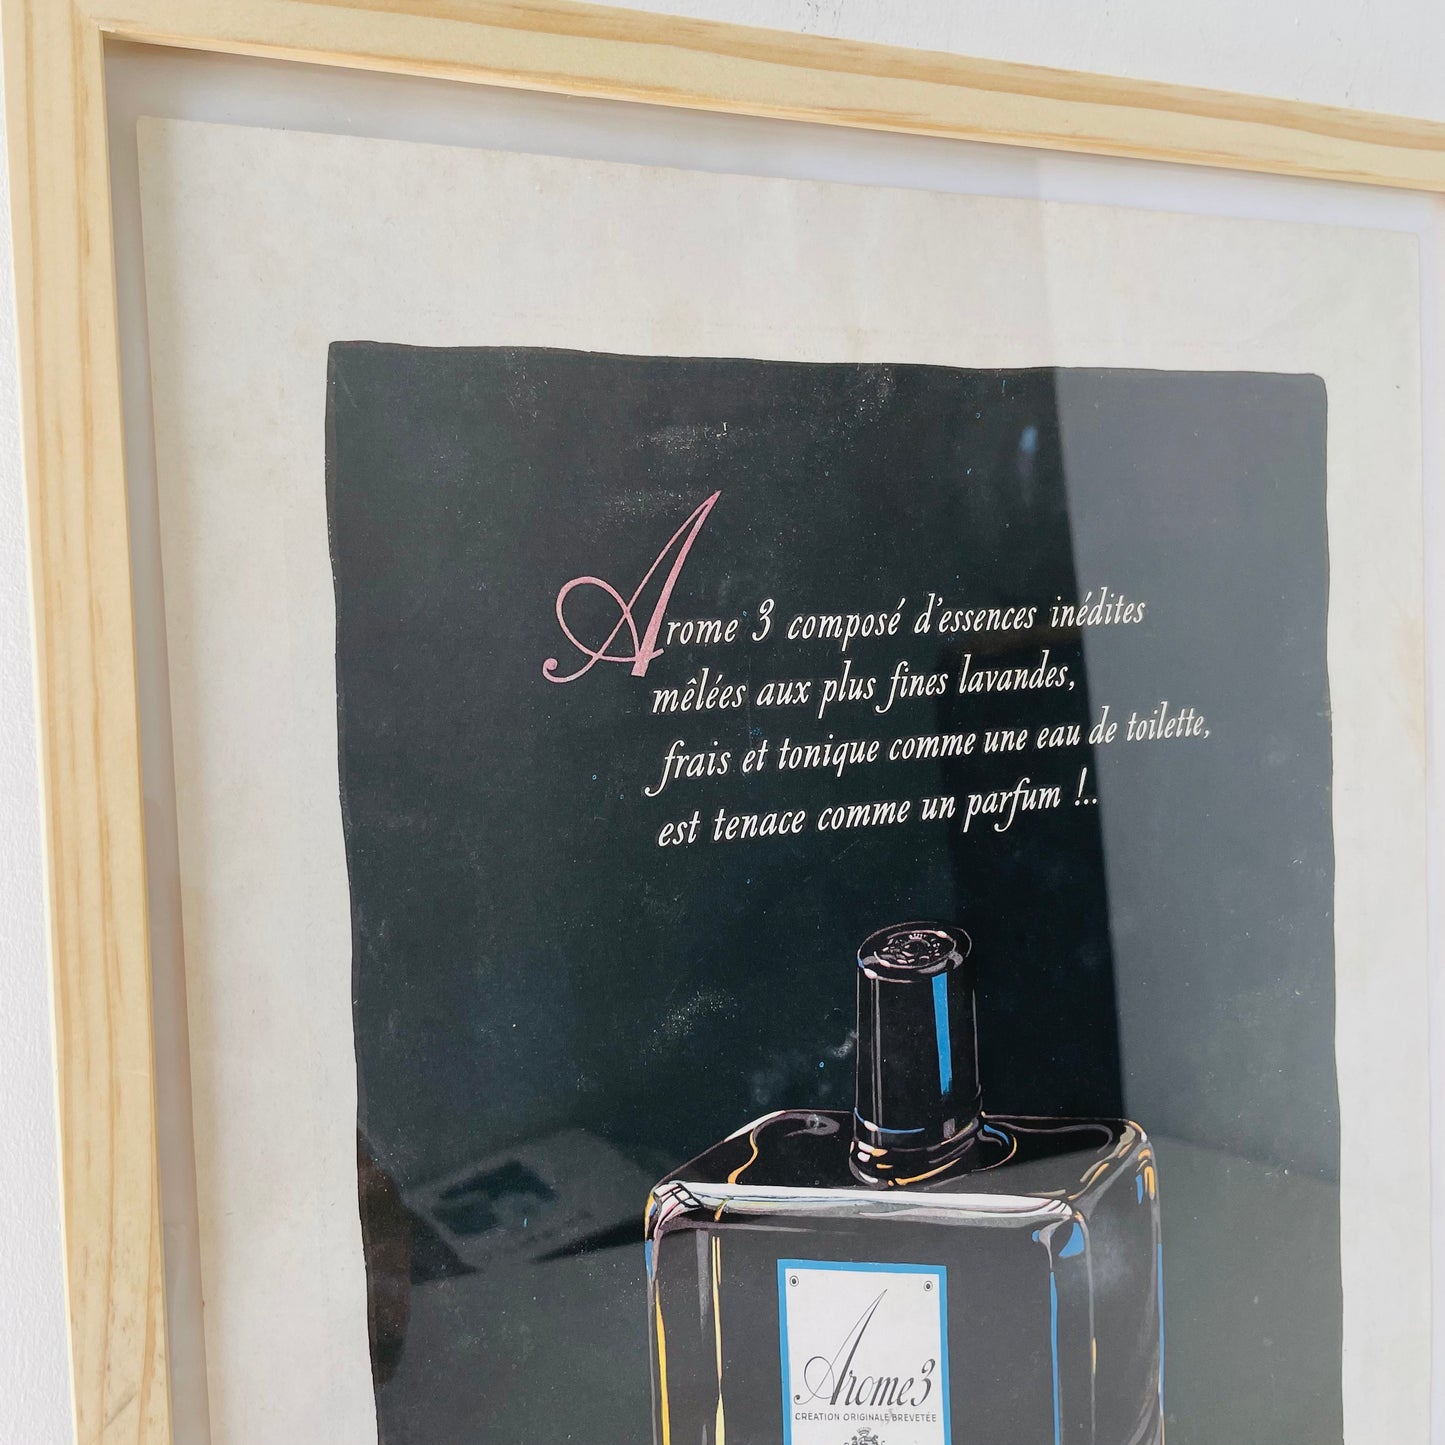 Arome 3 composé d'essences inédites
mêlées aux plus fines lavandes,
frais et tonique comme une eau de toilette,
est tenace comme un parfum !..
Arome 3
CREATION ORIGINALE BREVETÉE